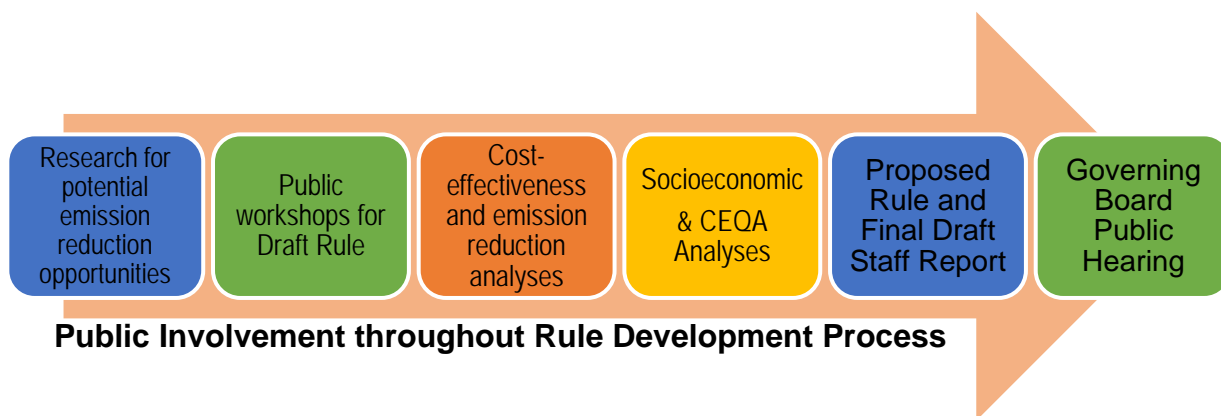 Research for
potential
emission
reduction
opportunities
Public
workshops for
Draft Rule
Cost-
effectiveness
and emission
reduction
analyses
Socioeconomic
& CEQA
Analyses
Proposed
Rule and
Final Draft
Staff Report
Governing
Board
Public
Hearing
Public Involvement throughout Rule Development Process